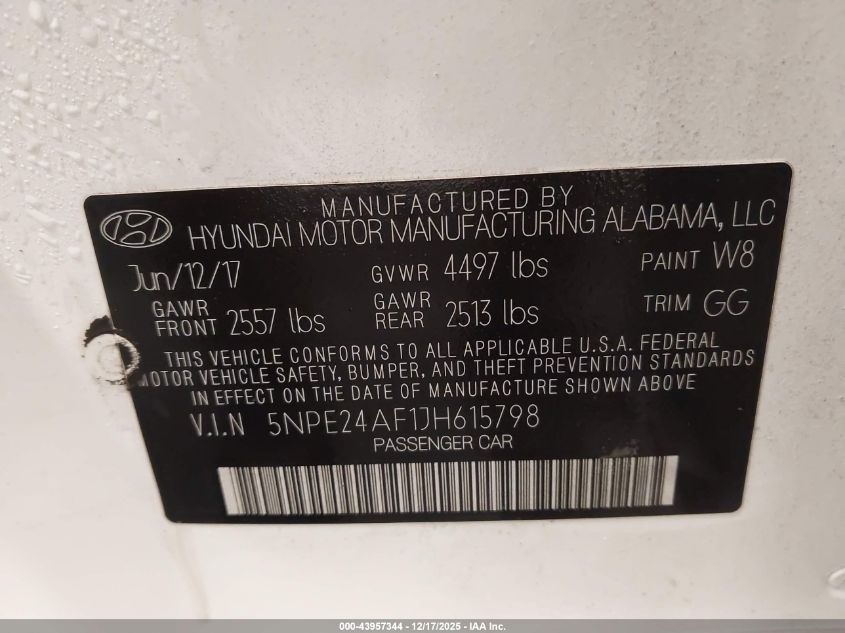 MANUFACTURED BY
HYUNDAI MOTOR MANUFACTURING ALABAMA, LLC
Jun/12/17 GVWR 4497 lbs PAINT W8
GAWR FRONT 2557 lbs GAWR REAR 2513 lbs TRIM GG
THIS VEHICLE CONFORMS TO ALL APPLICABLE U.S.A. FEDERAL
MOTOR VEHICLE SAFETY, BUMPER, AND THEFT PREVENTION STANDARDS
IN EFFECT ON THE DATE OF MANUFACTURE SHOWN ABOVE
V.I.N 5NPE24AF1JH615798
PASSENGER CAR
000-43957344 - 12/17/2025 - IAA Inc.